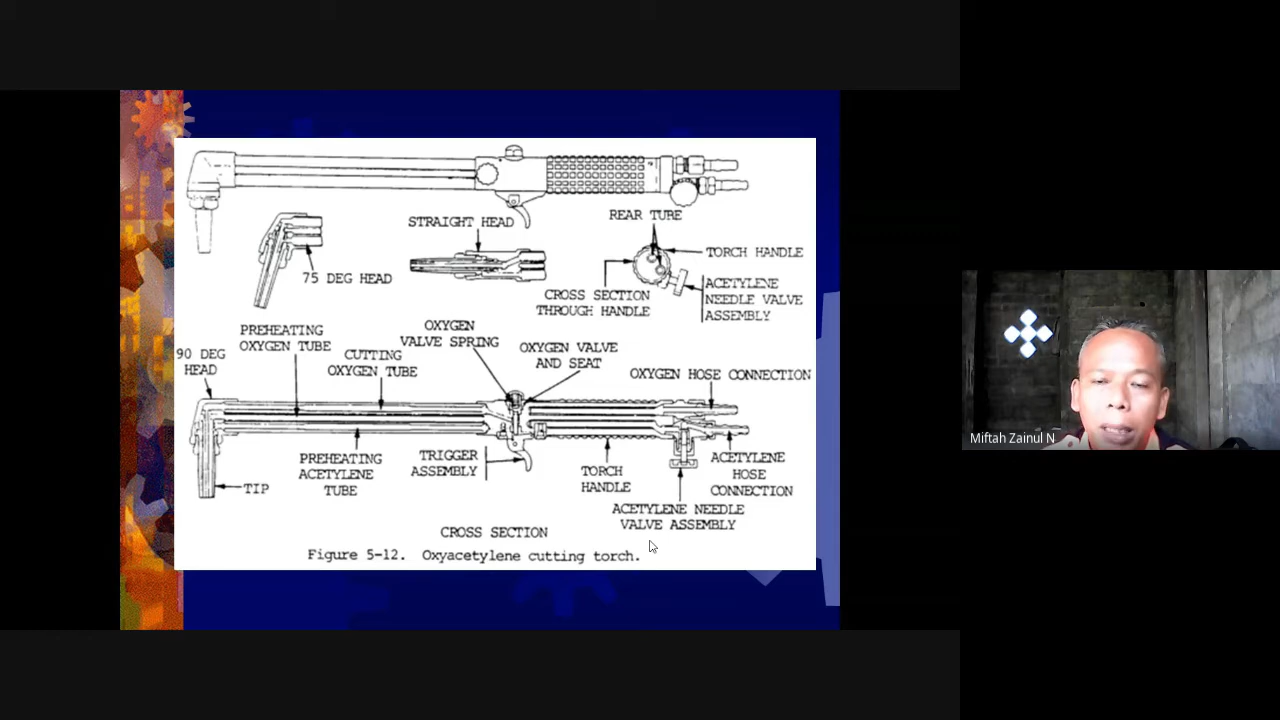 STRAIGHT HEAD
REAR TUBE
TORCH HANDLE
75 DEG HEAD
ACETYLENE
NEEDLE VALVE
ASSEMBLY
CROSS SECTION
THROUGH HANDLE
PREHEATING
OXYGEN TUBE
OXYGEN
VALVE SPRING
90 DEG
HEAD
CUTTING
OXYGEN TUBE
OXYGEN VALVE
AND SEAT
OXYGEN HOSE CONNECTION
PREHEATING
ACETYLENE
TUBE
TRIGGER
ASSEMBLY
TORCH
HANDLE
ACETYLENE
HOSE
CONNECTION
TIP
ACETYLENE NEEDLE
VALVE ASSEMBLY
CROSS SECTION
Figure 5-12. Oxyacetylene cutting torch.
Miftah Zainul N